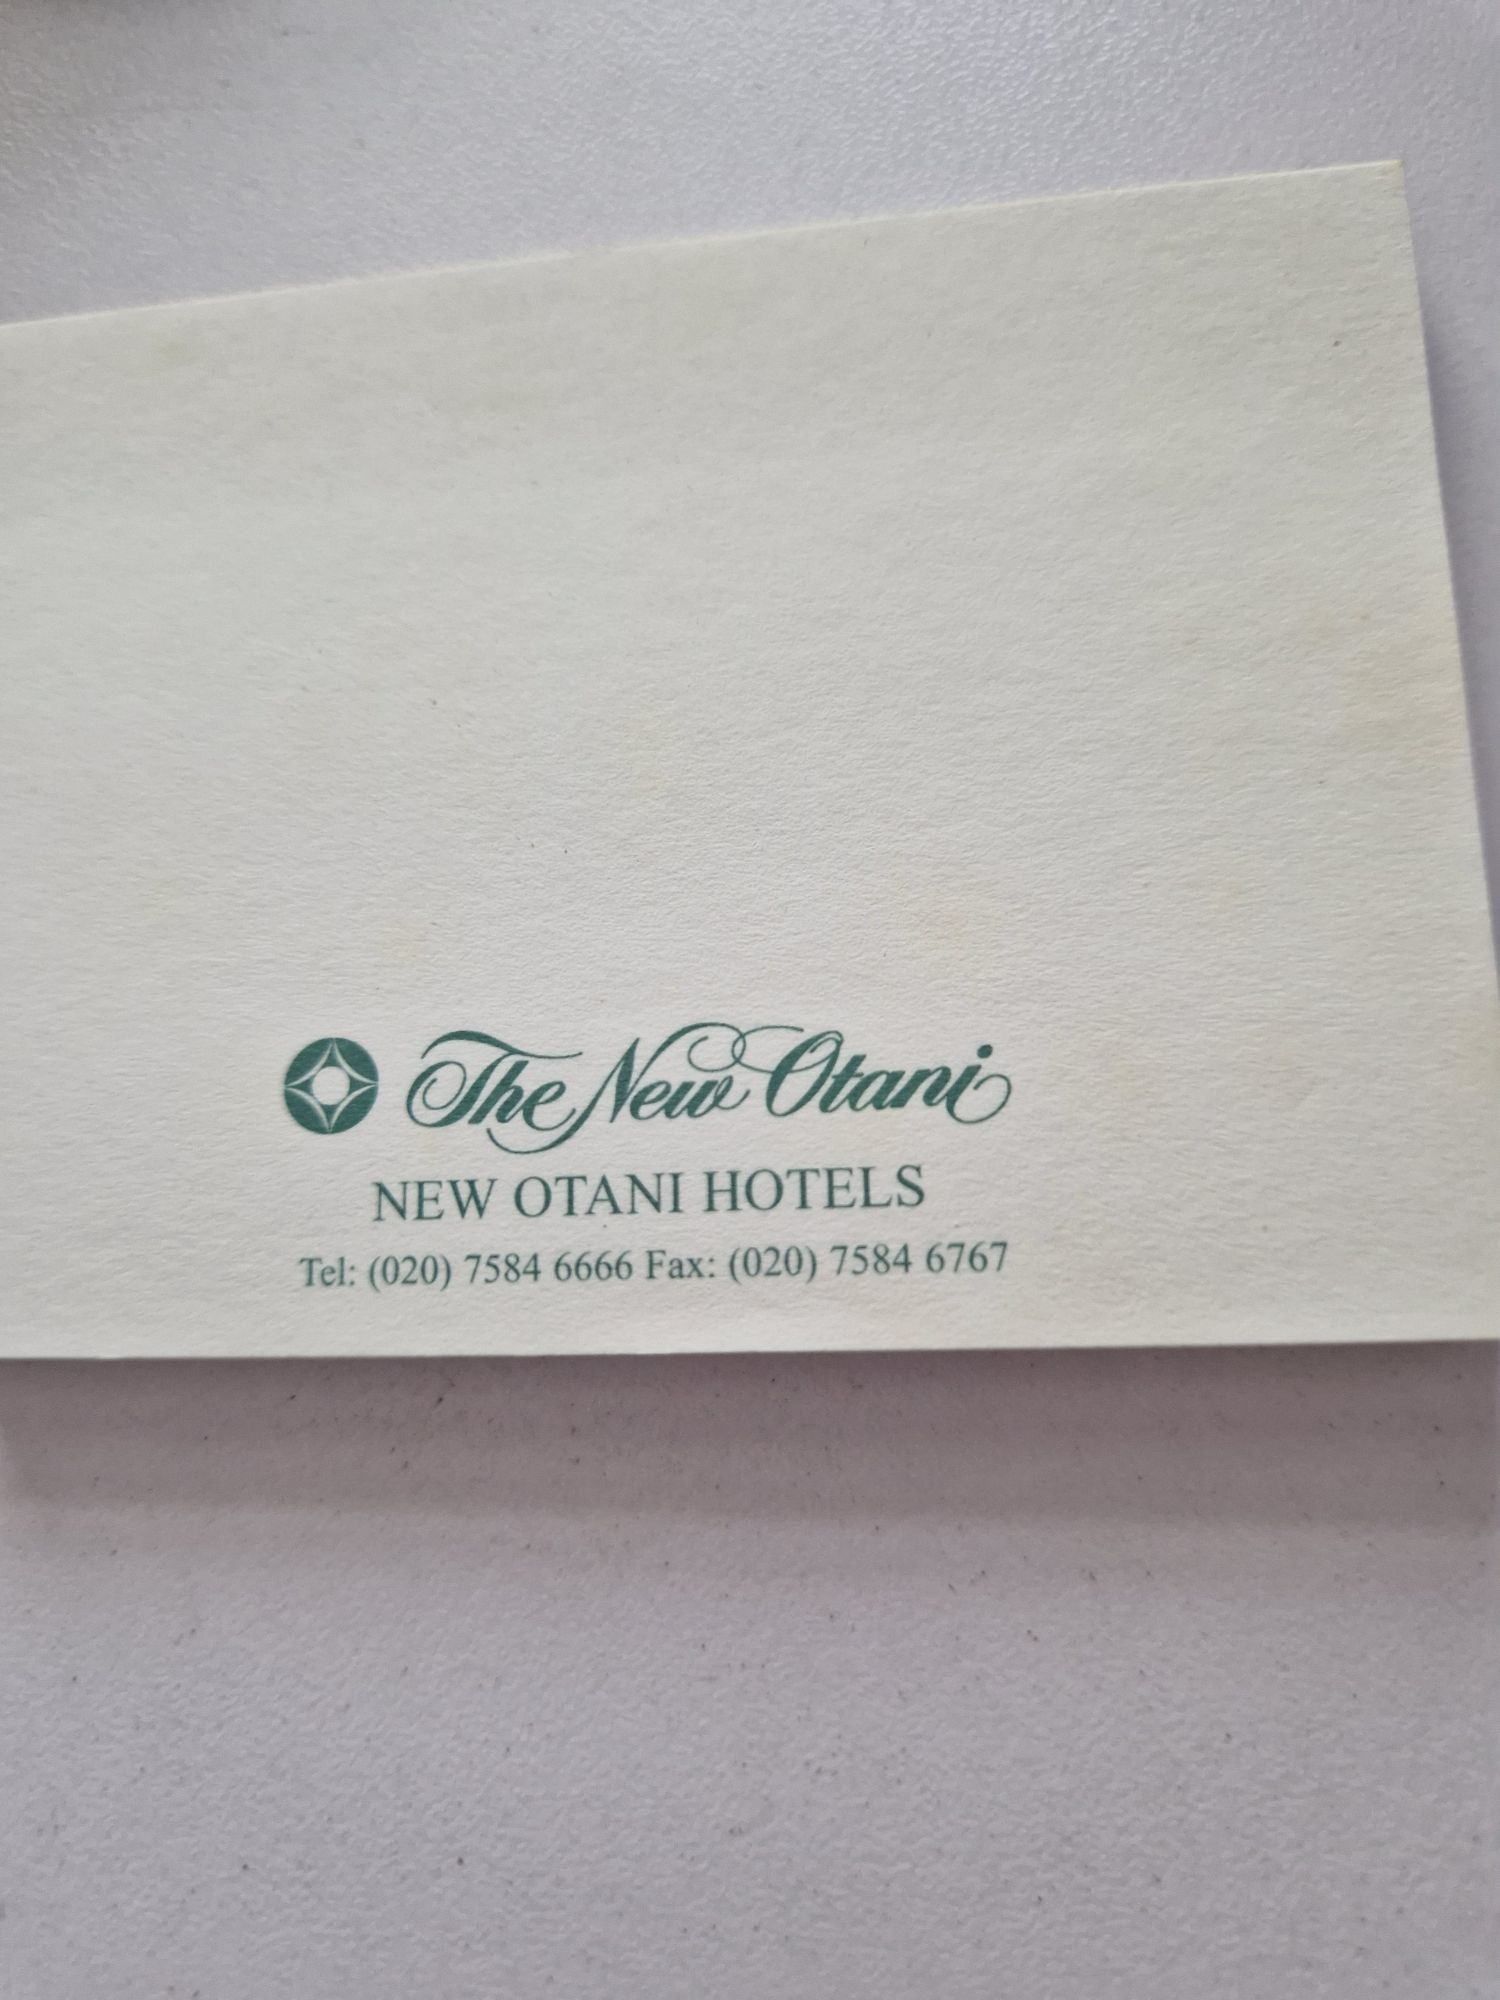 The New Otani
NEW OTANI HOTELS
Tel: (020) 7584 6666 Fax: (020) 7584 6767